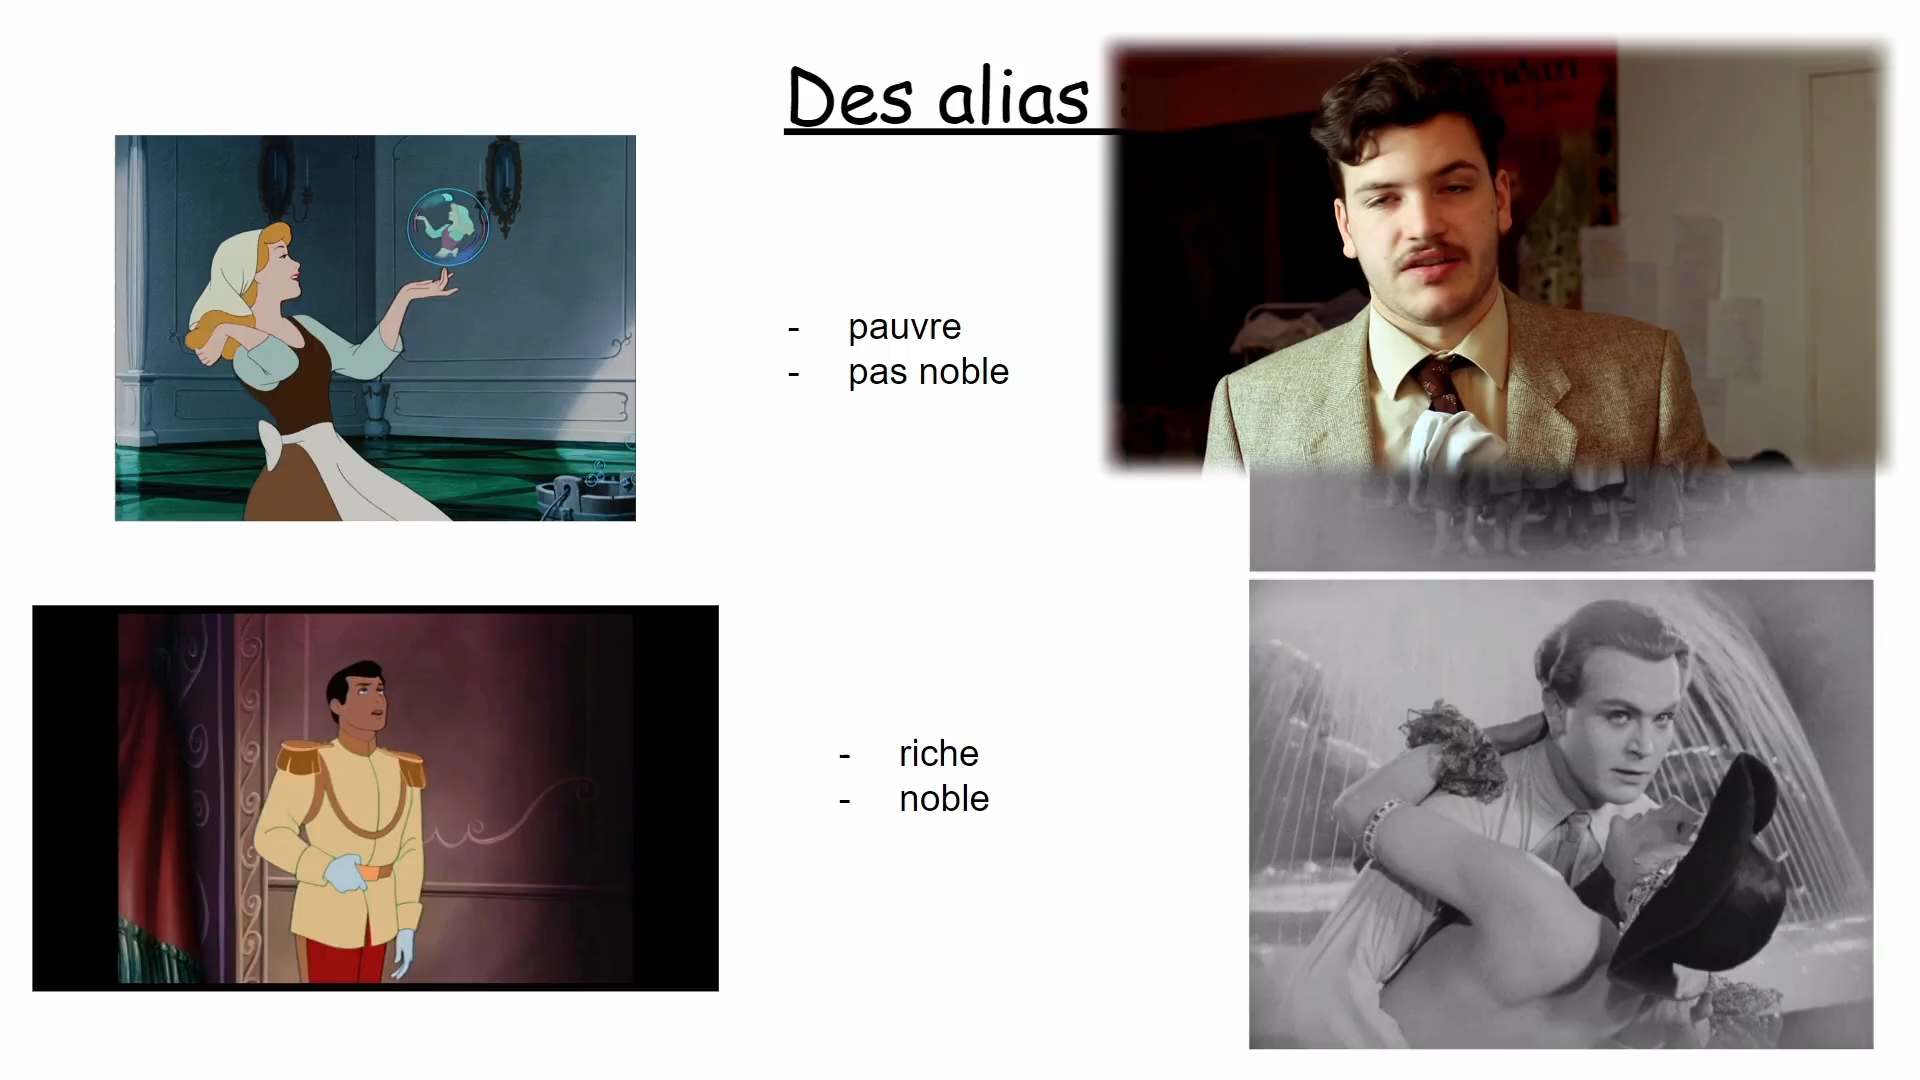 Des alias :
- pauvre
- pas noble
- riche
- noble